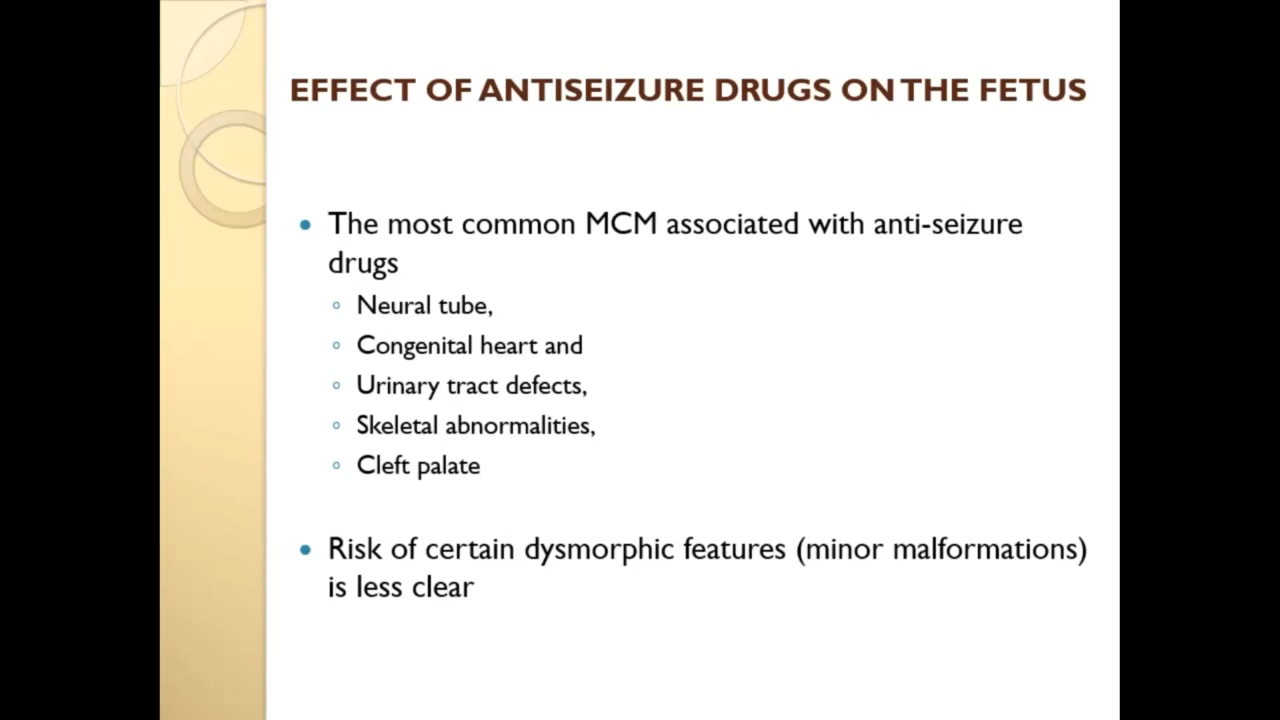 EFFECT OF ANTISEIZURE DRUGS ON THE FETUS
The most common MCM associated with anti-seizure
drugs
Neural tube,
Congenital heart and
Urinary tract defects,
Skeletal abnormalities,
Cleft palate
Risk of certain dysmorphic features (minor malformations)
is less clear